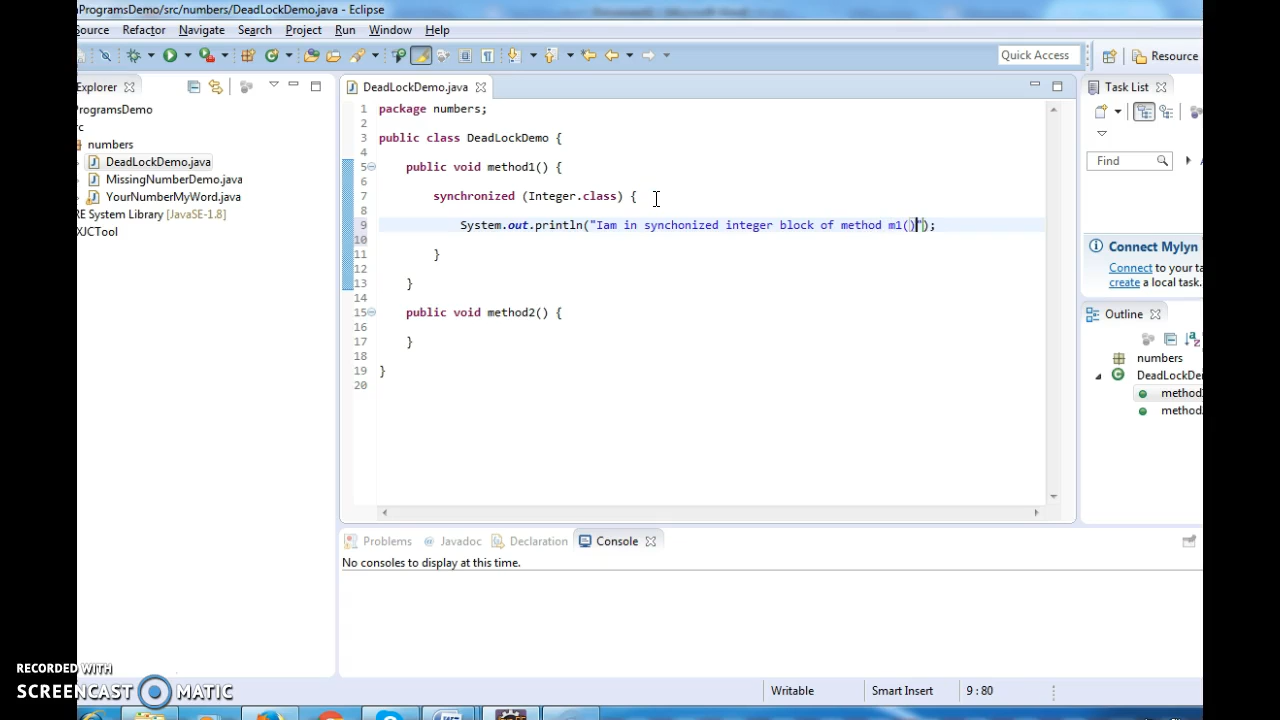 ProgramsDemo/src/numbers/DeadLockDemo.java - Eclipse
Source Refactor Navigate Search Project Run Window Help
Quick Access
Resource
Explorer
DeadLockDemo.java
Task List
ProgramsDemo
src
numbers
DeadLockDemo.java
MissingNumberDemo.java
YourNumberMyWord.java
RE System Library [JavaSE-1.8]
XJCTool
1 package numbers;
2
3 public class DeadLockDemo {
4
5 public void method1() {
6
7 synchronized (Integer.class) {
8
9 System.out.println("Iam in synchonized integer block of method m1()");
10
11 }
12
13 }
14
15 public void method2() {
16
17 }
18
19 }
20
Find
Connect Mylyn
Connect to your ta
create a local task.
Outline
numbers
DeadLockDe
method
method
Problems @ Javadoc Declaration Console
No consoles to display at this time.
Writable Smart Insert 9 : 80
RECORDED WITH
SCREENCAST MATIC